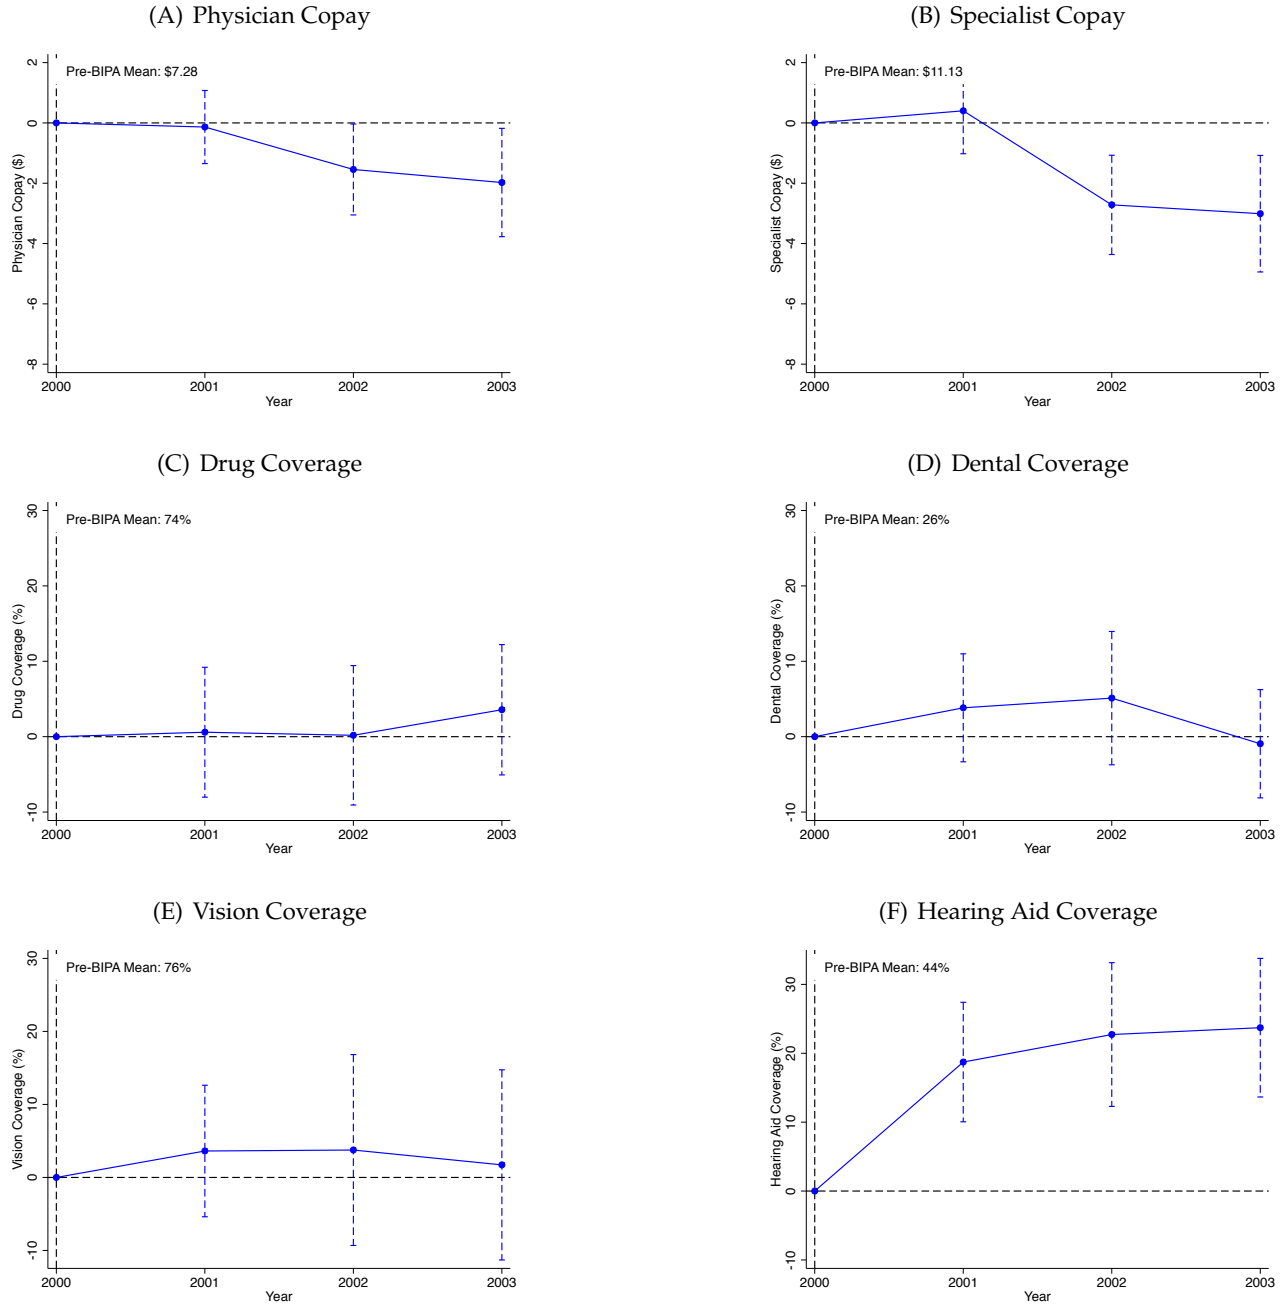 (A) Physician Copay
Pre-BIPA Mean: $7.28
Physician Copay ($)
2
0
-2
-4
-6
-8
2000 2001 2002 2003
Year
(B) Specialist Copay
Pre-BIPA Mean: $11.13
Specialist Copay ($)
2
0
-2
-4
-6
-8
2000 2001 2002 2003
Year
(C) Drug Coverage
Pre-BIPA Mean: 74%
Drug Coverage (%)
30
20
10
0
-10
2000 2001 2002 2003
Year
(D) Dental Coverage
Pre-BIPA Mean: 26%
Dental Coverage (%)
30
20
10
0
-10
2000 2001 2002 2003
Year
(E) Vision Coverage
Pre-BIPA Mean: 76%
Vision Coverage (%)
30
20
10
0
-10
2000 2001 2002 2003
Year
(F) Hearing Aid Coverage
Pre-BIPA Mean: 44%
Hearing Aid Coverage (%)
30
20
10
0
-10
2000 2001 2002 2003
Year